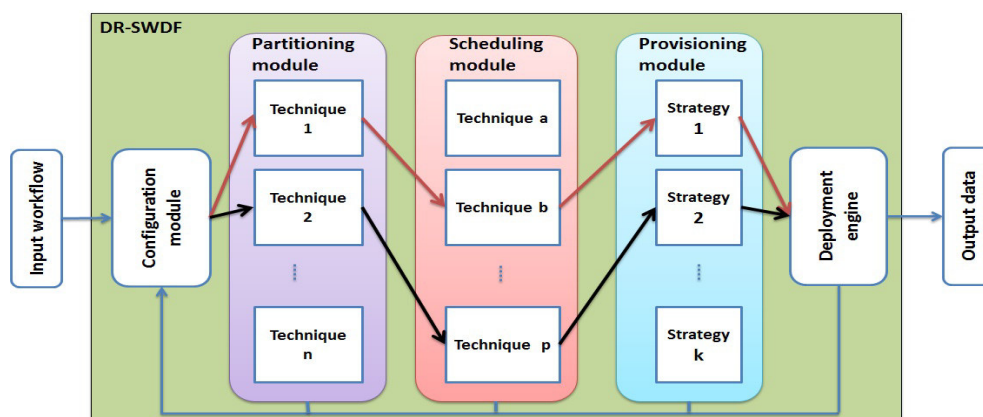 DR-SWDF
Partitioning
module
Scheduling
module
Provisioning
module
Input workflow
Configuration
module
Technique
1
Technique
2
Technique
n
Technique a
Technique b
Technique p
Strategy
1
Strategy
2
Strategy
k
Deployment
engine
Output data